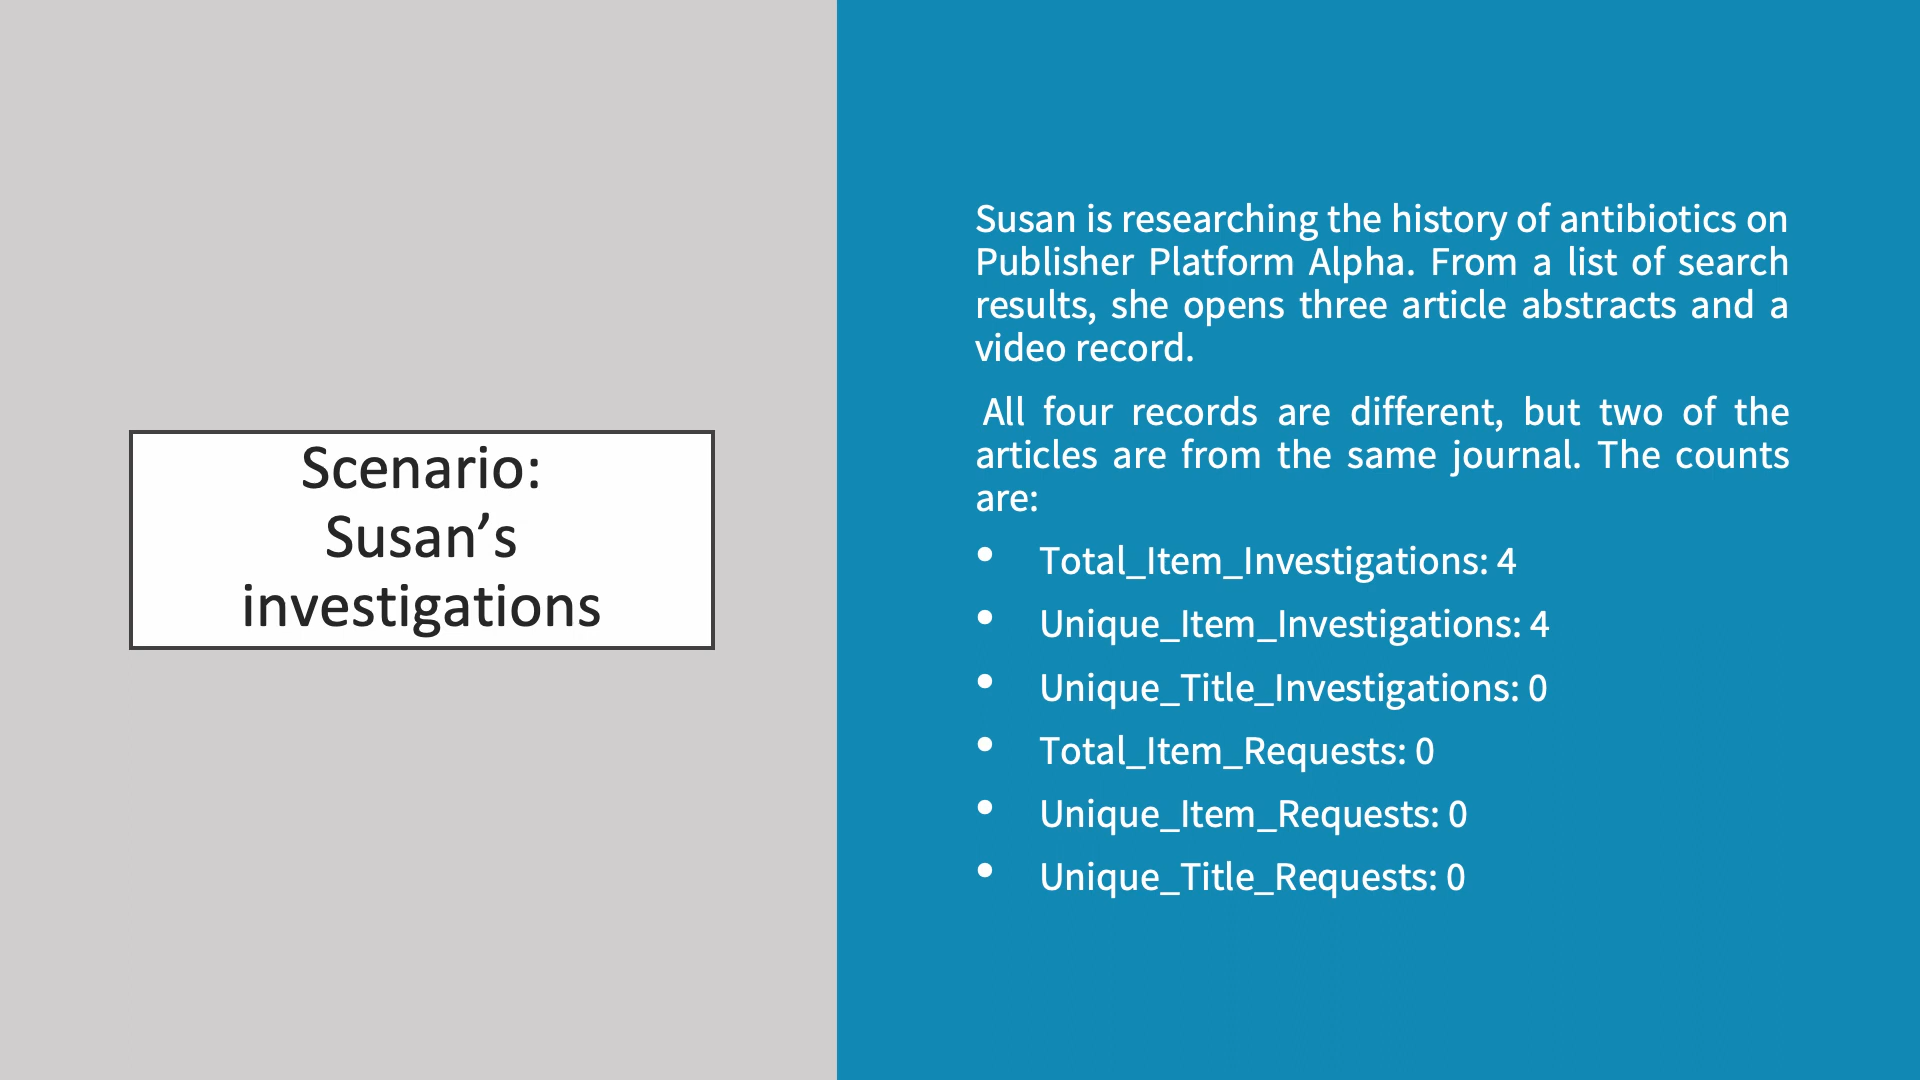 Scenario:
Susan’s
investigations
Susan is researching the history of antibiotics on
Publisher Platform Alpha. From a list of search
results, she opens three article abstracts and a
video record.
All four records are different, but two of the
articles are from the same journal. The counts
are:
• Total_Item_Investigations: 4
• Unique_Item_Investigations: 4
• Unique_Title_Investigations: 0
• Total_Item_Requests: 0
• Unique_Item_Requests: 0
• Unique_Title_Requests: 0